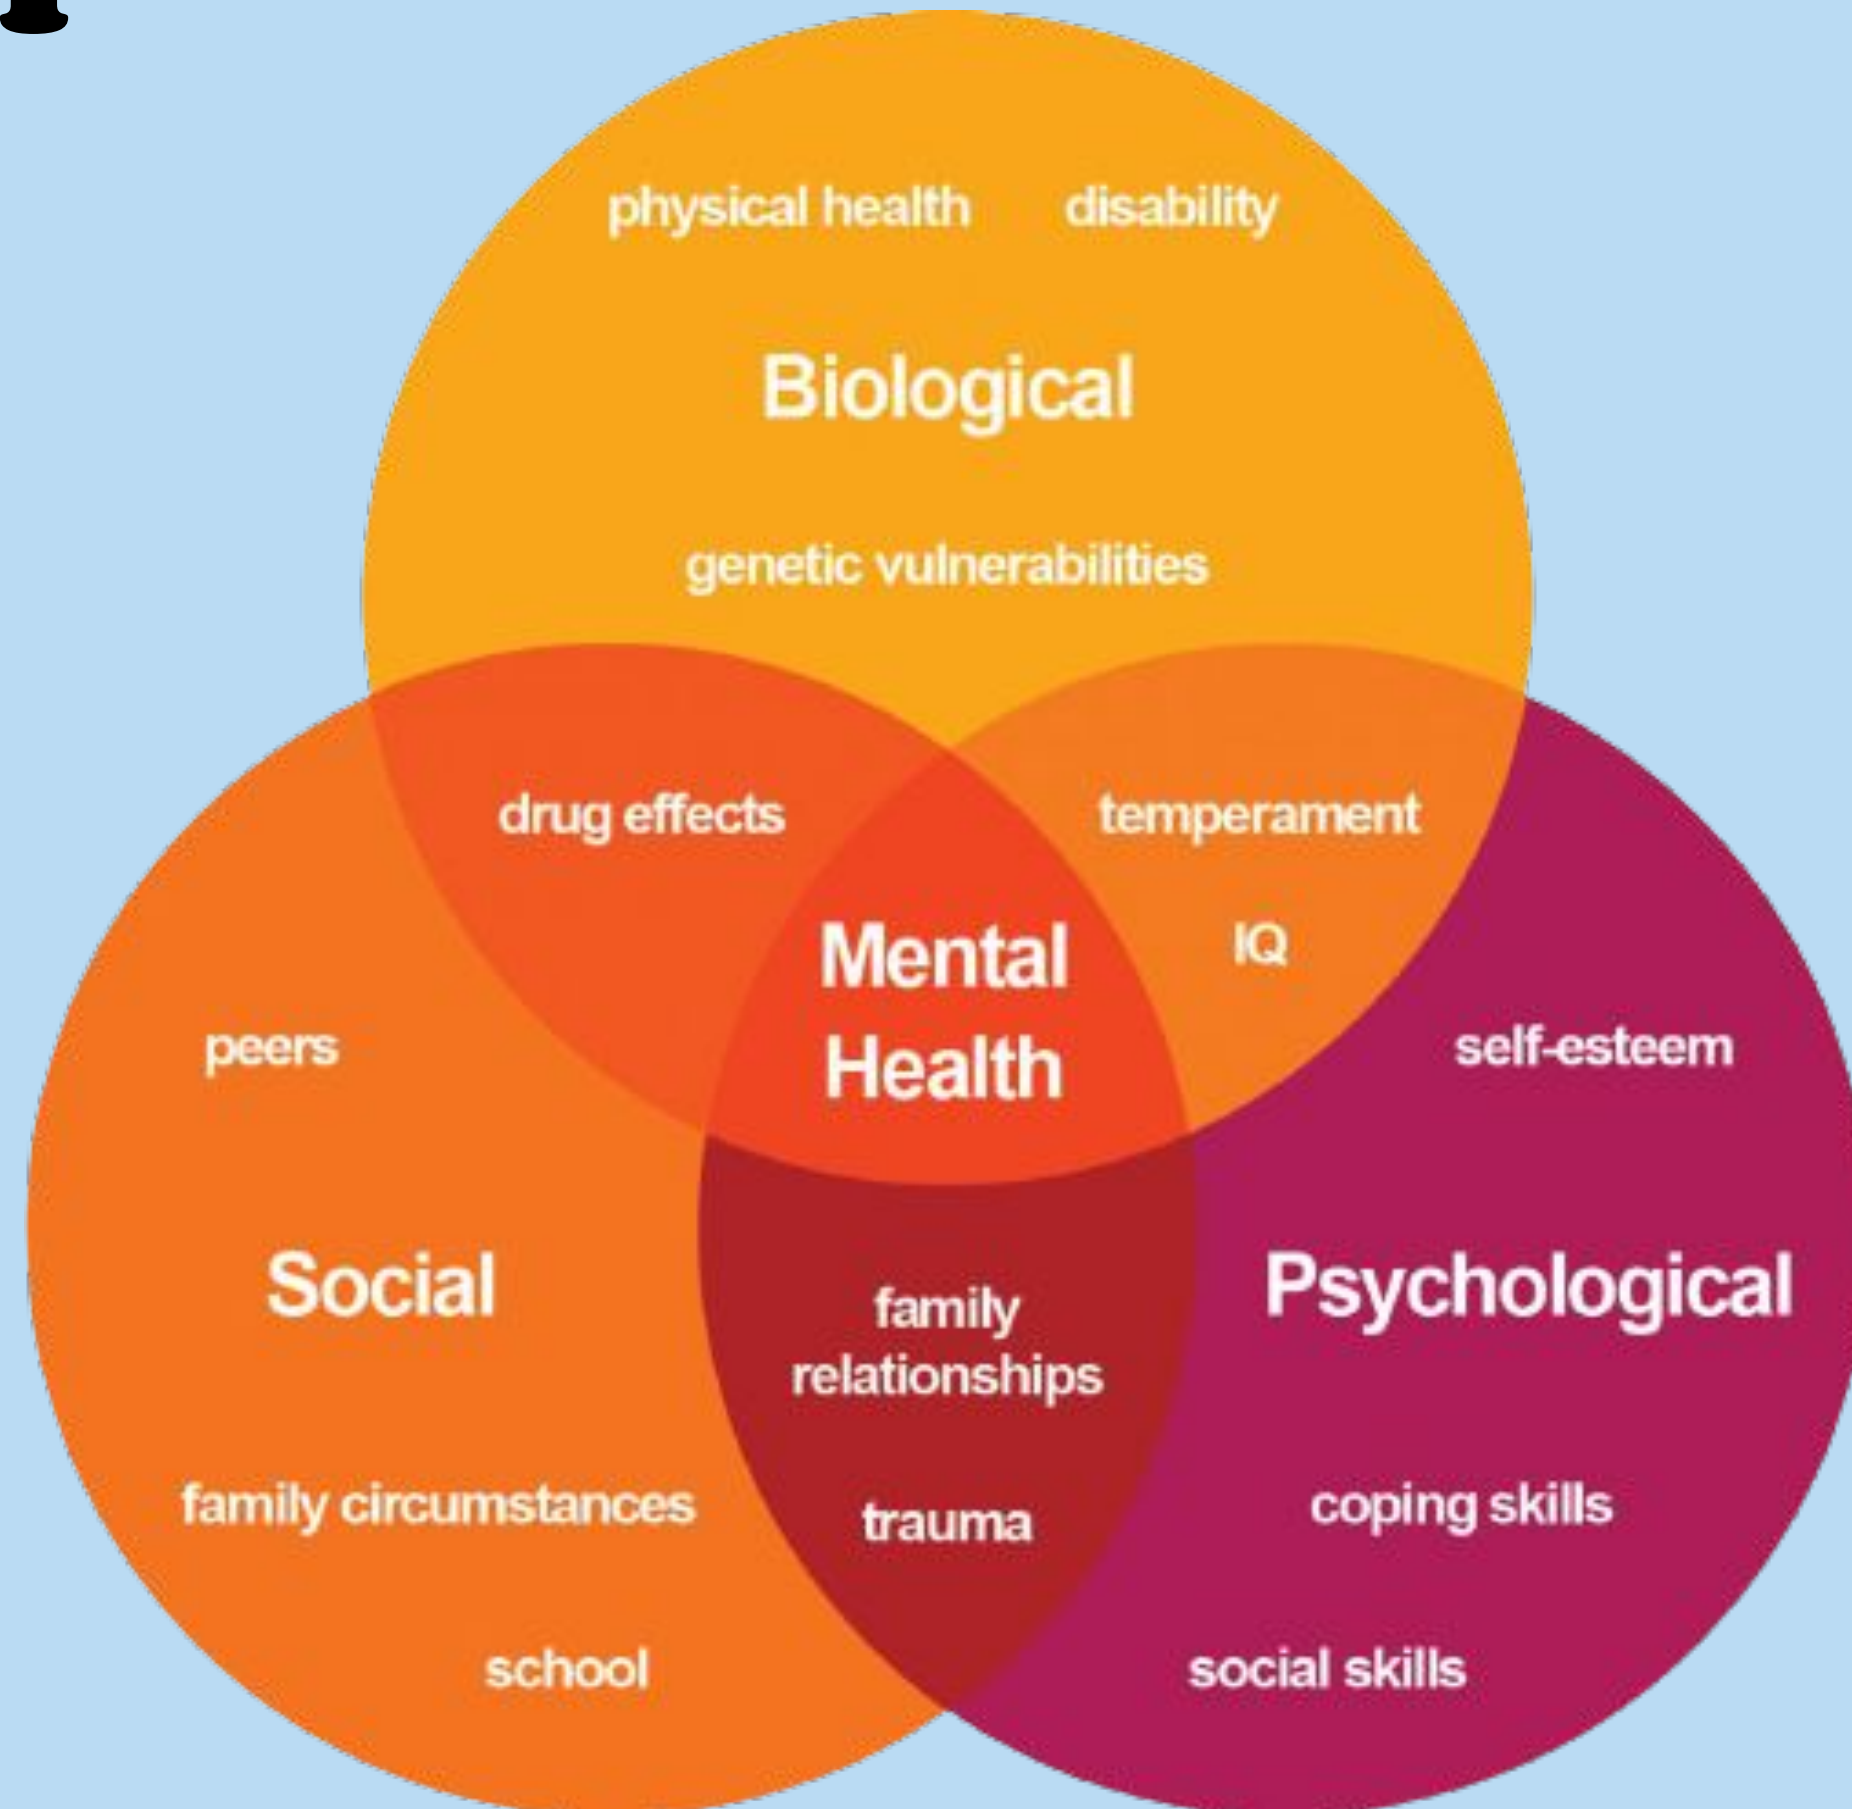 physical health disability
Biological
genetic vulnerabilities
drug effects temperament
Mental
Health
IQ
peers
self-esteem
Social
Psychological
family
relationships
family circumstances
trauma
coping skills
school
social skills